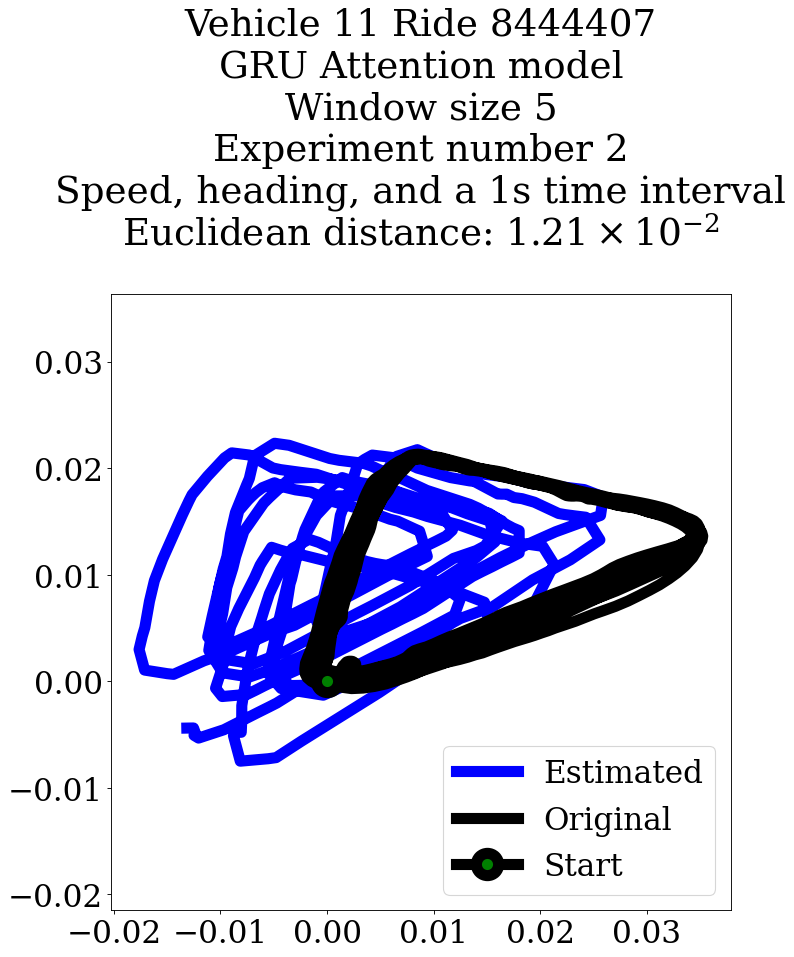 Vehicle 11 Ride 8444407
GRU Attention model
Window size 5
Experiment number 2
Speed, heading, and a 1s time interval
Euclidean distance: 1.21 × 10⁻²
0.03
0.02
0.01
0.00
−0.01
−0.02
Estimated
Original
Start
−0.02 −0.01 0.00 0.01 0.02 0.03